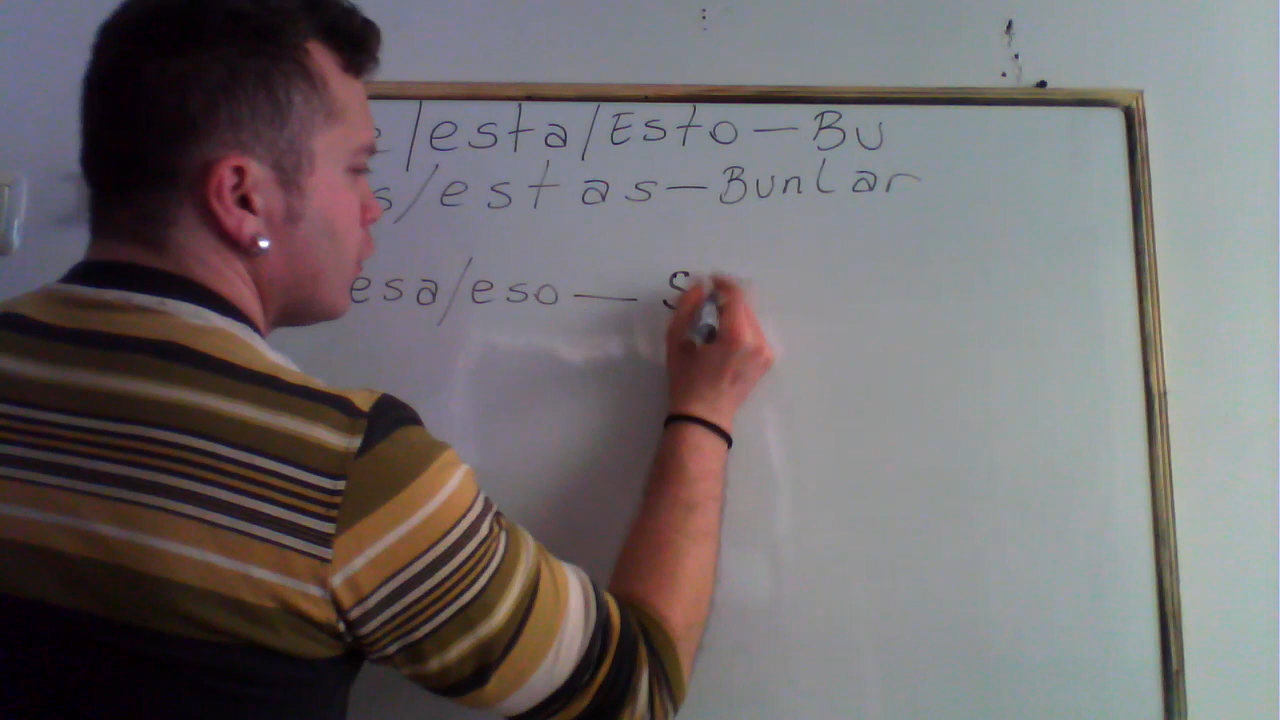 /esta/Esto — Bu
s/estas — Bunlar
esa/eso — S